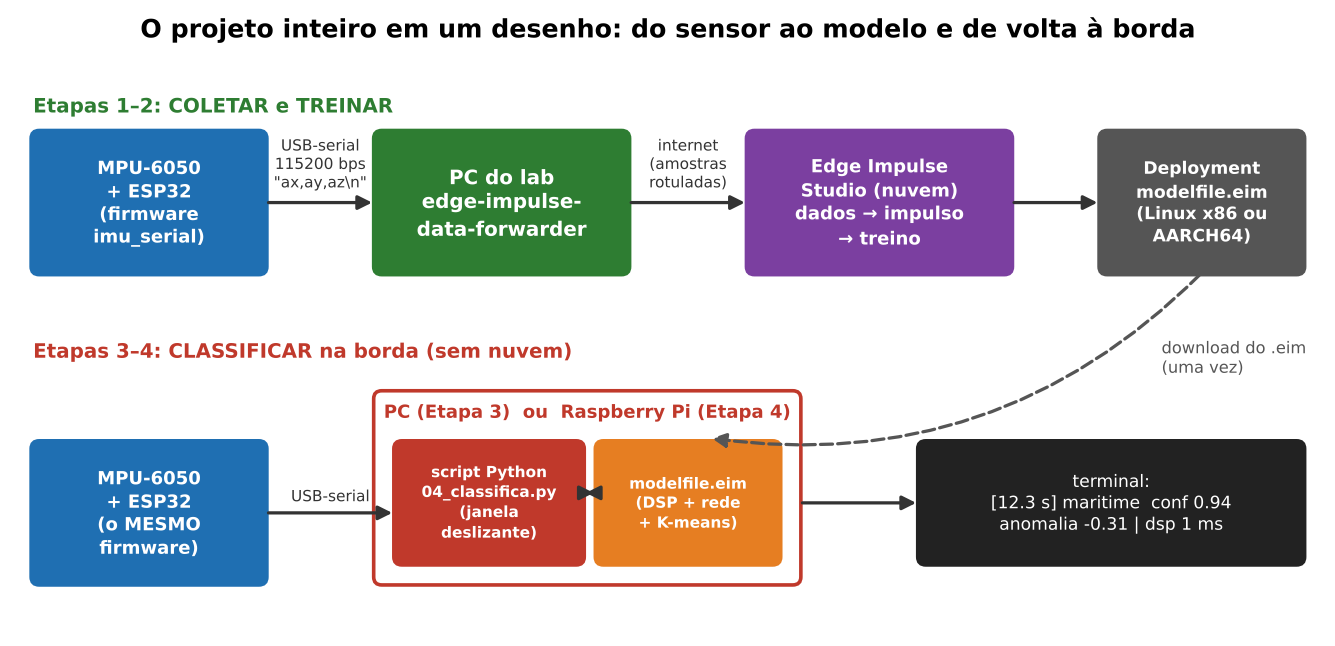 O projeto inteiro em um desenho: do sensor ao modelo e de volta à borda
Etapas 1–2: COLETAR e TREINAR
MPU-6050
+ ESP32
(firmware
imu_serial)
USB-serial
115200 bps
"ax,ay,az\n"
PC do lab
edge-impulse-
data-forwarder
internet
(amostras
rotuladas)
Edge Impulse
Studio (nuvem)
dados → impulso
→ treino
Deployment
modelfile.eim
(Linux x86 ou
AARCH64)
Etapas 3–4: CLASSIFICAR na borda (sem nuvem)
download do .eim
(uma vez)
MPU-6050
+ ESP32
(o MESMO
firmware)
USB-serial
PC (Etapa 3)  ou  Raspberry Pi (Etapa 4)
script Python
04_classifica.py
(janela
deslizante)
modelfile.eim
(DSP + rede
+ K-means)
terminal:
[12.3 s] maritime  conf 0.94
anomalia -0.31 | dsp 1 ms